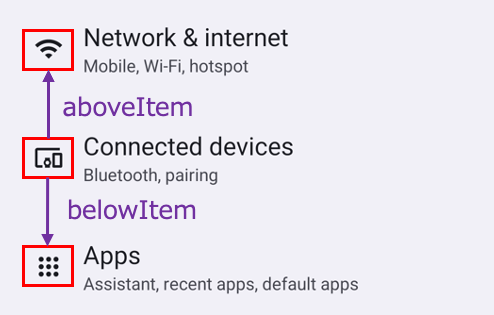 Network & internet
Mobile, Wi-Fi, hotspot
aboveItem
Connected devices
Bluetooth, pairing
belowItem
Apps
Assistant, recent apps, default apps